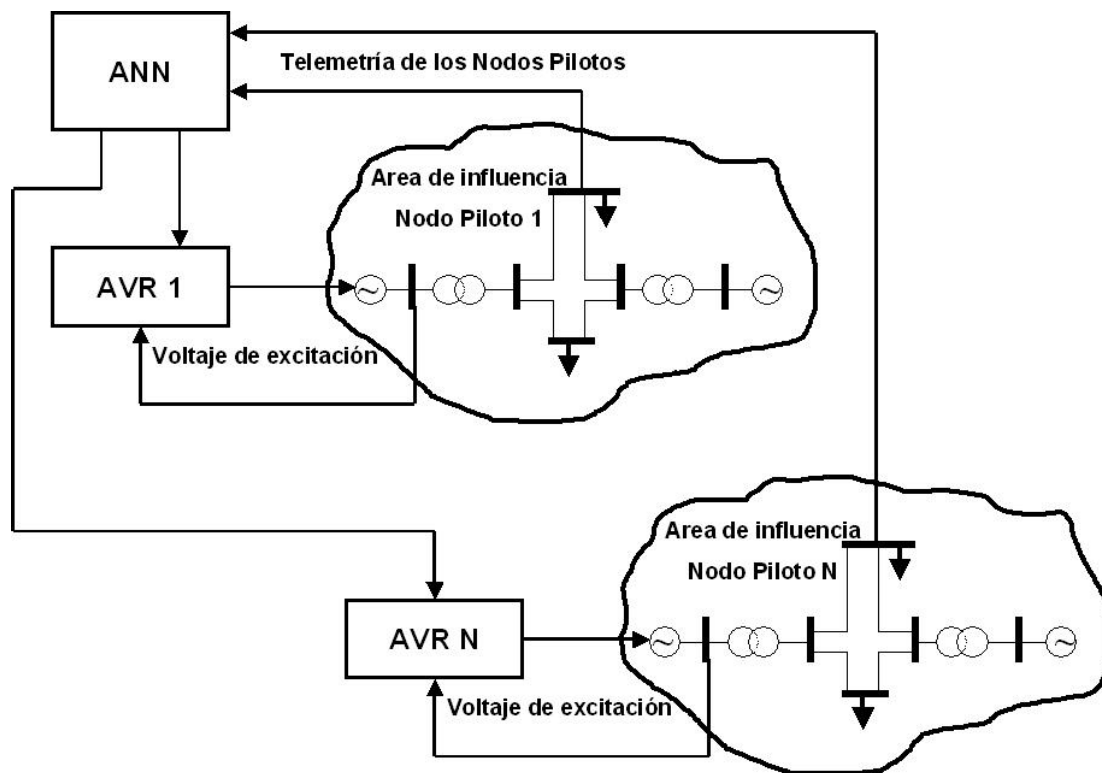 ANN
Telemetría de los Nodos Pilotos
Area de influencia
Nodo Piloto 1
AVR 1
Voltaje de excitación
Area de influencia
Nodo Piloto N
AVR N
Voltaje de excitación